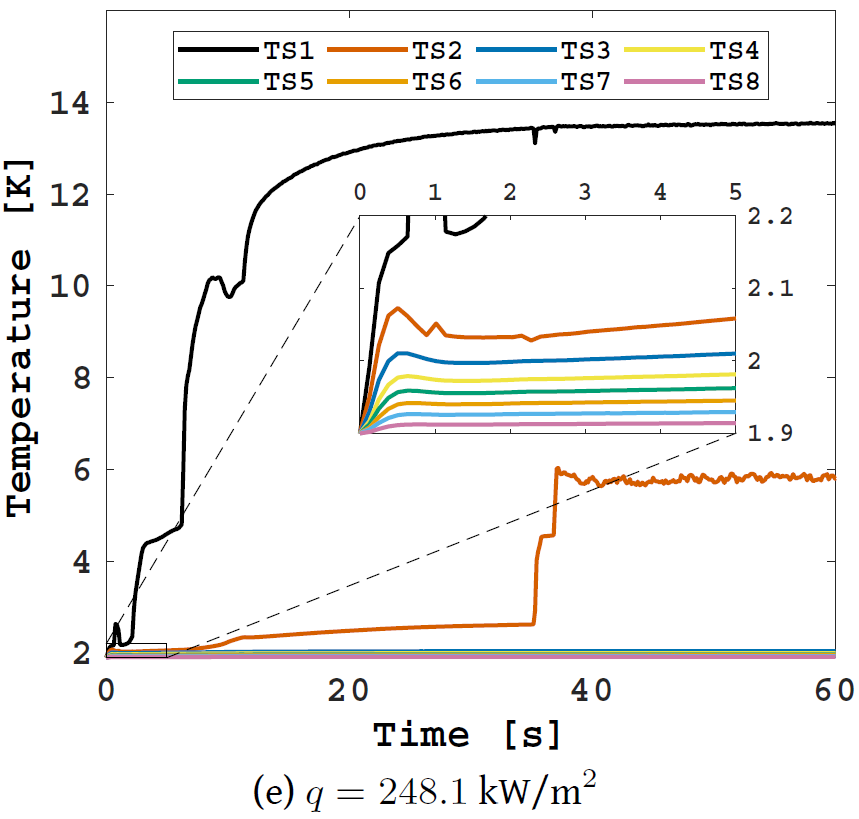 TS1 TS2 TS3 TS4
TS5 TS6 TS7 TS8
14
12
10
8
6
4
2
0 20 40 60
Temperature [K]
Time [s]
0 1 2 3 4 5
2.2
2.1
2
1.9
(e) q = 248.1 kW/m²